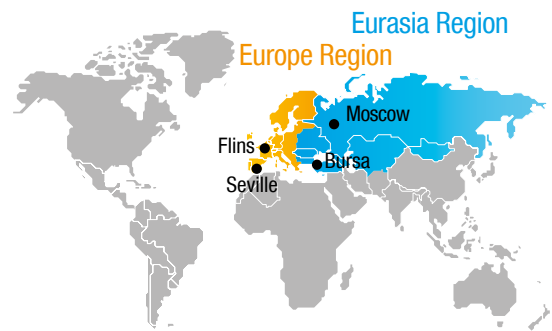 Eurasia Region
Europe Region
Moscow
Flins
Bursa
Seville